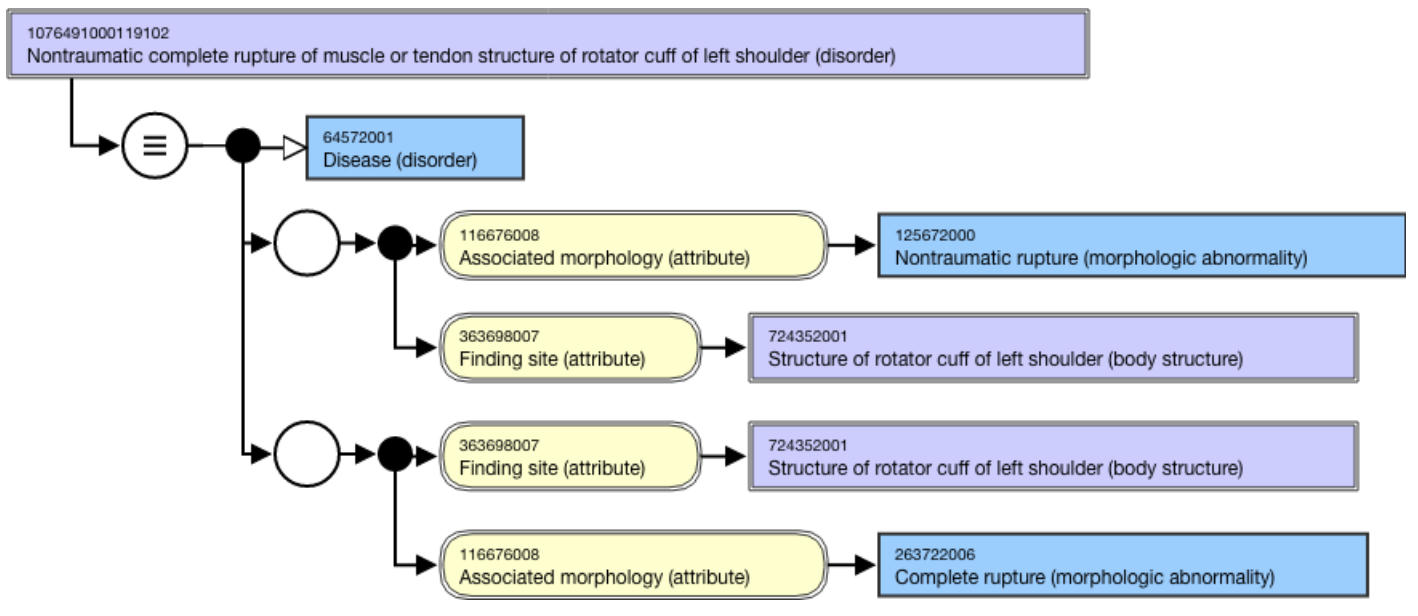 1076491000119102
Nontraumatic complete rupture of muscle or tendon structure of rotator cuff of left shoulder (disorder)
64572001
Disease (disorder)
116676008
Associated morphology (attribute)
125672000
Nontraumatic rupture (morphologic abnormality)
363698007
Finding site (attribute)
724352001
Structure of rotator cuff of left shoulder (body structure)
363698007
Finding site (attribute)
724352001
Structure of rotator cuff of left shoulder (body structure)
116676008
Associated morphology (attribute)
263722006
Complete rupture (morphologic abnormality)